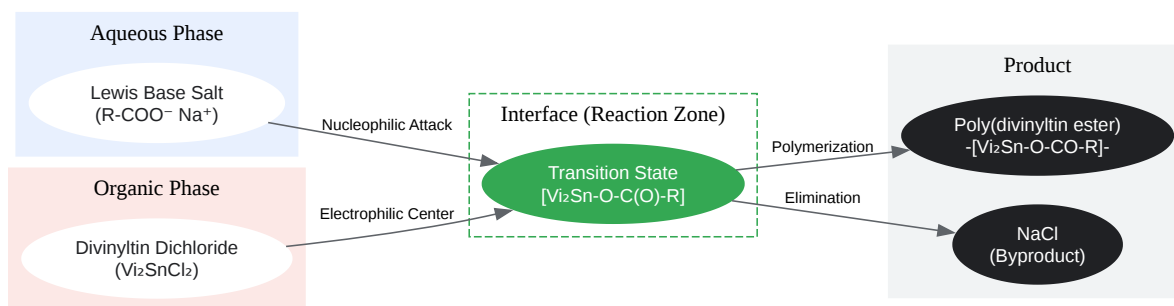 Aqueous Phase
Lewis Base Salt
(R-COO⁻ Na⁺)
Nucleophilic Attack
Organic Phase
Divinyltin Dichloride
(Vi₂SnCl₂)
Electrophilic Center
Interface (Reaction Zone)
Transition State
[Vi₂Sn-O-C(O)-R]
Polymerization
Elimination
Product
Poly(divinyltin ester)
-[Vi₂Sn-O-CO-R]-
NaCl
(Byproduct)